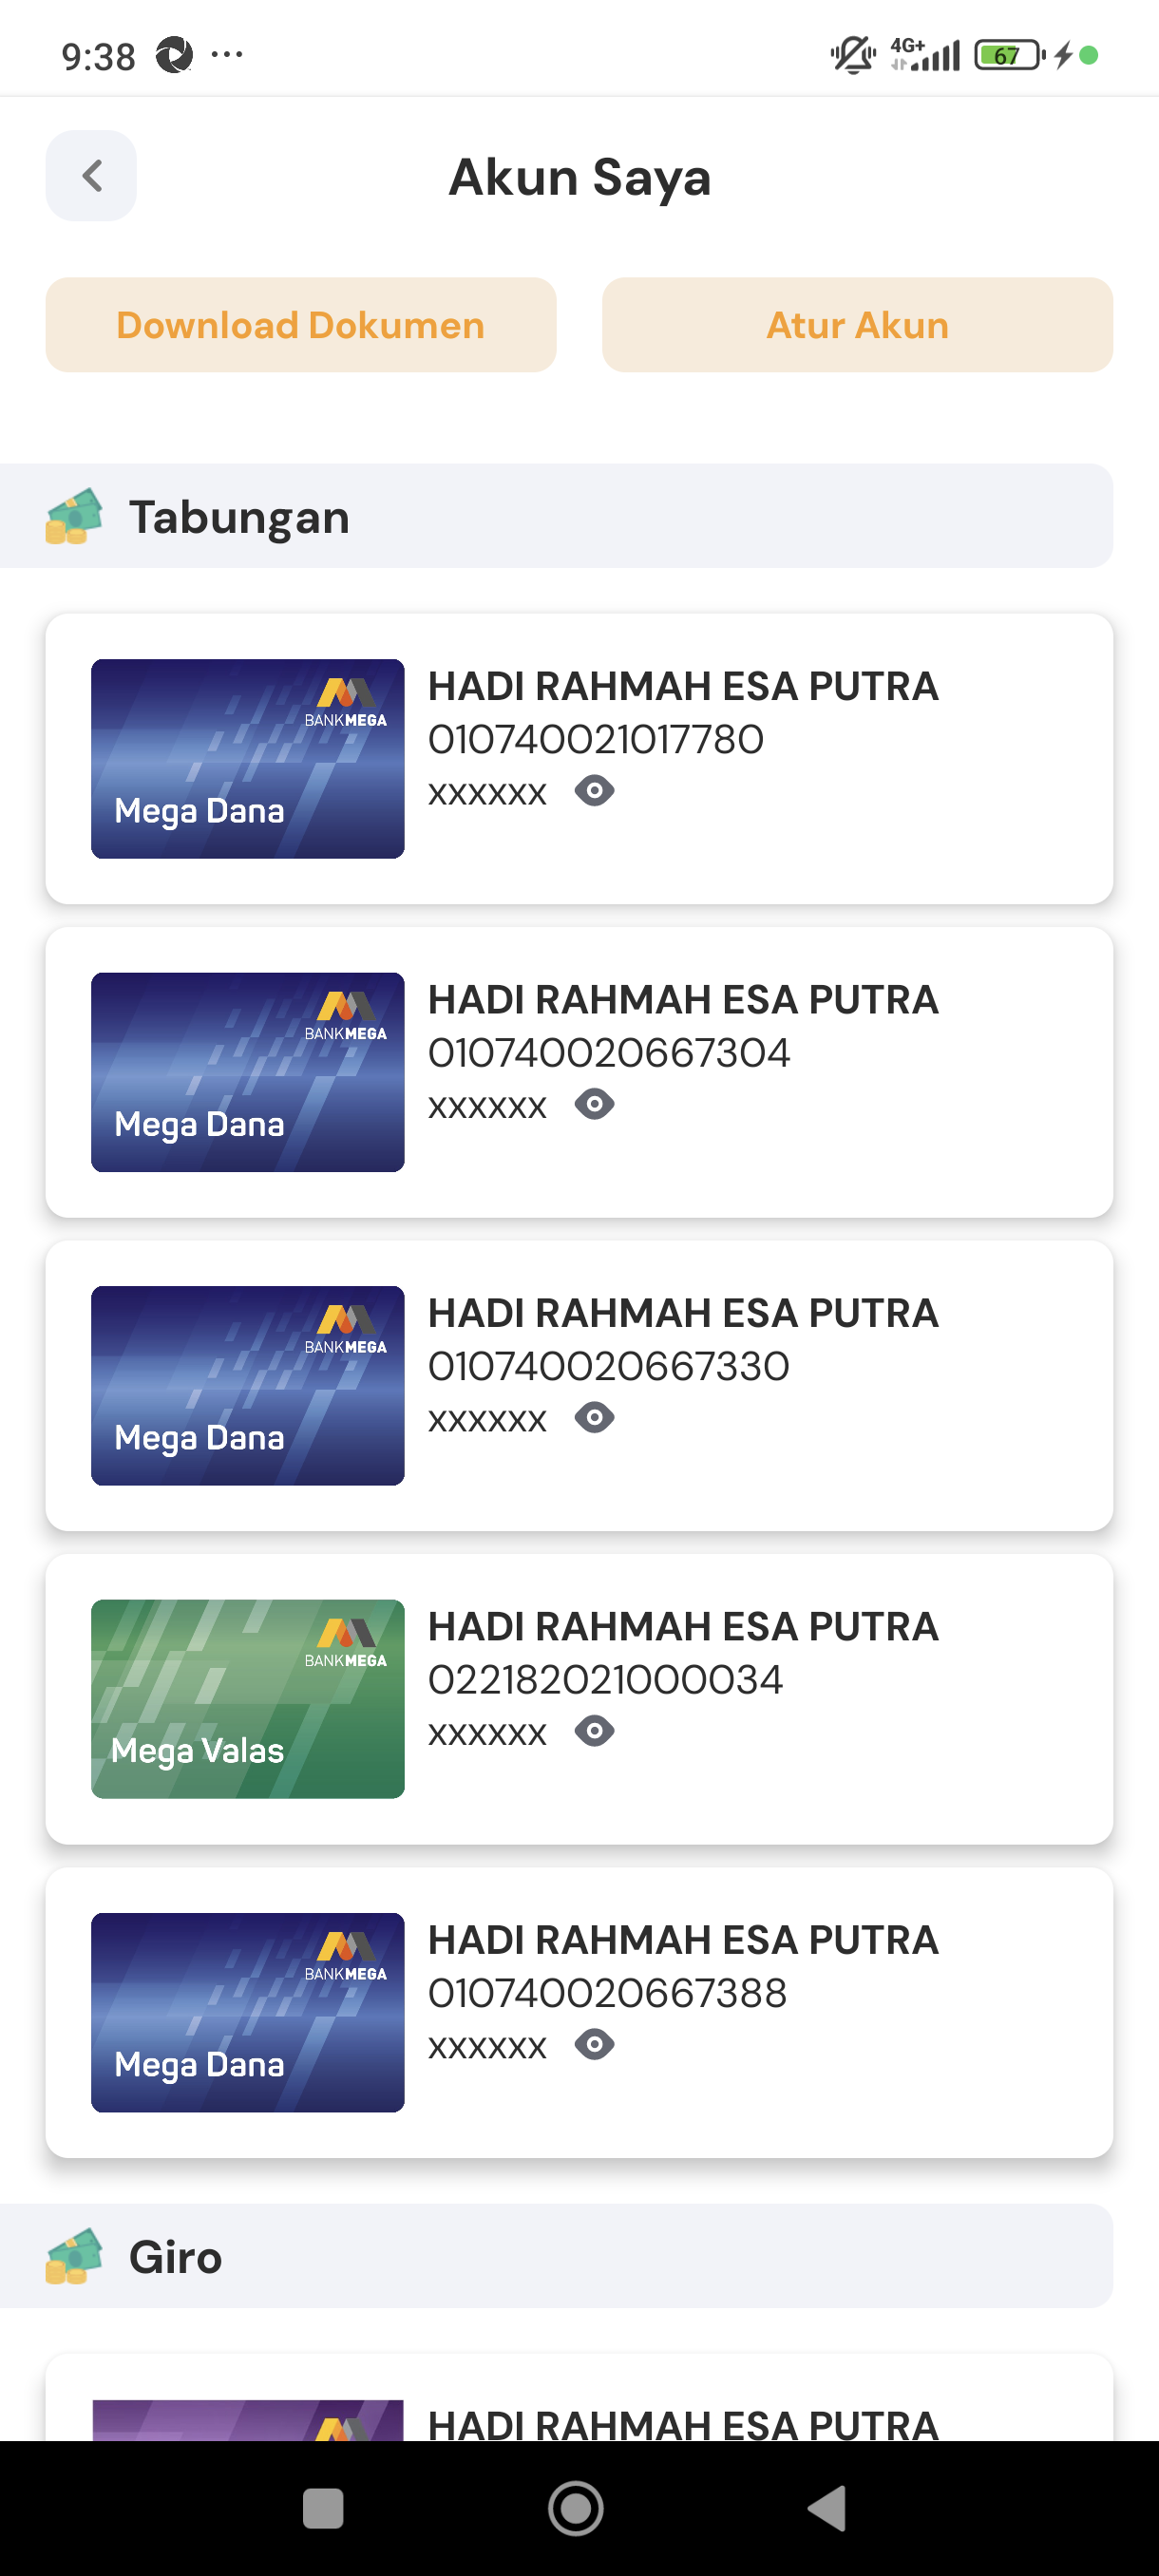 9:38
4G+
67
Akun Saya
Download Dokumen
Atur Akun
Tabungan
BANKMEGA
Mega Dana
HADI RAHMAH ESA PUTRA
010740021017780
xxxxxx
BANKMEGA
Mega Dana
HADI RAHMAH ESA PUTRA
010740020667304
xxxxxx
BANKMEGA
Mega Dana
HADI RAHMAH ESA PUTRA
010740020667330
xxxxxx
BANKMEGA
Mega Valas
HADI RAHMAH ESA PUTRA
022182021000034
xxxxxx
BANKMEGA
Mega Dana
HADI RAHMAH ESA PUTRA
010740020667388
xxxxxx
Giro
HADI RAHMAH ESA PUTRA